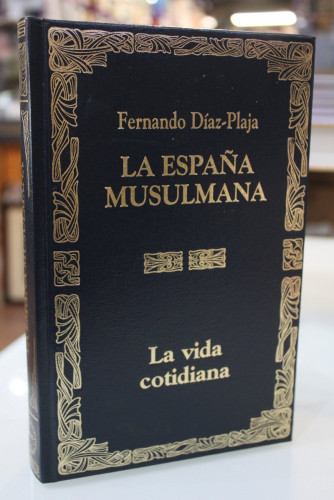 Fernando Díaz-Plaja
LA ESPAÑA
MUSULMANA
La vida
cotidiana